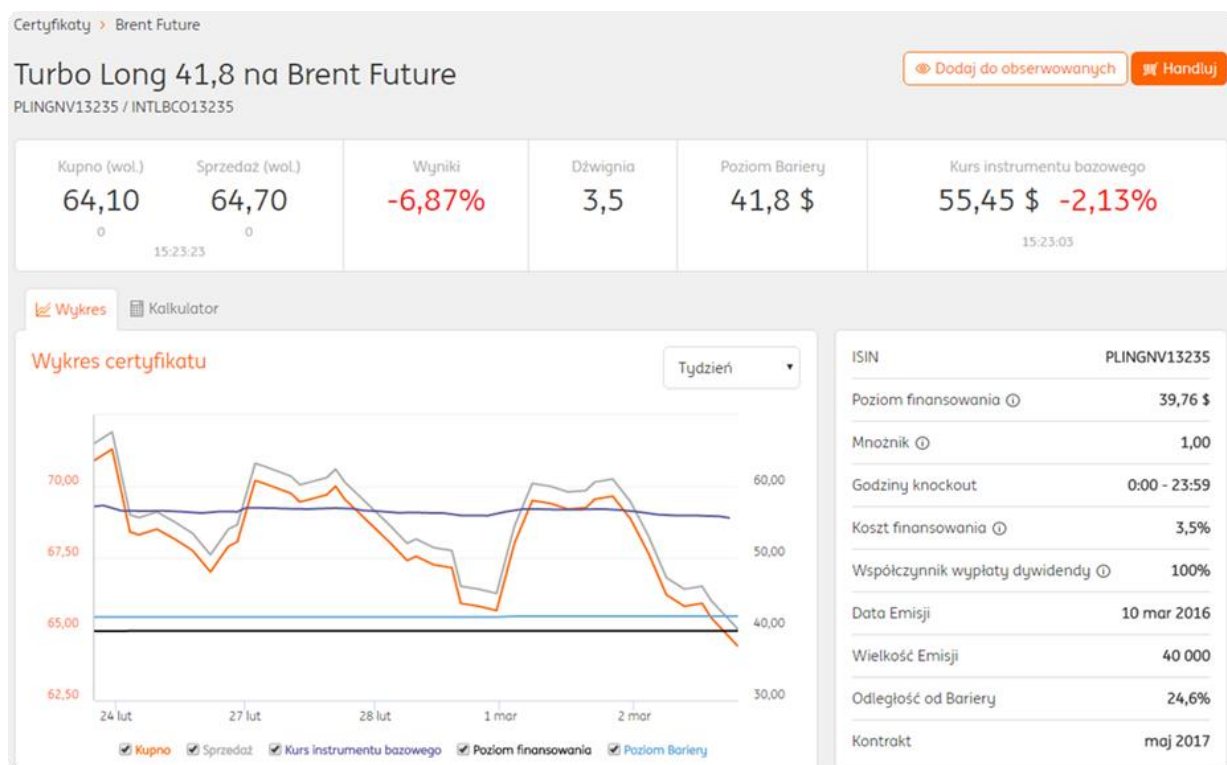 Certyfikaty > Brent Future
Turbo Long 41,8 na Brent Future
PLINGNV13235 / INTLBCO13235
Dodaj do obserwowanych
Handluj
Kupno (wol.) Sprzedaż (wol.) Wyniki Dźwignia Poziom Bariery Kurs instrumentu bazowego
64,10 64,70 -6,87% 3,5 41,8 $ 55,45 $ -2,13%
0 0
15:23:23 15:23:03
Wykres Kalkulator
Wykres certyfikatu
Tydzień
70,00 60,00
67,50 50,00
65,00 40,00
62,50 30,00
24 lut 27 lut 28 lut 1 mar 2 mar
Kupno Sprzedaż Kurs instrumentu bazowego Poziom finansowania Poziom Bariery
ISIN PLINGNV13235
Poziom finansowania 39,76 $
Mnożnik 1,00
Godziny knockout 0:00 - 23:59
Koszt finansowania 3,5%
Współczynnik wypłaty dywidendy 100%
Data Emisji 10 mar 2016
Wielkość Emisji 40 000
Odległość od Bariery 24,6%
Kontrakt maj 2017